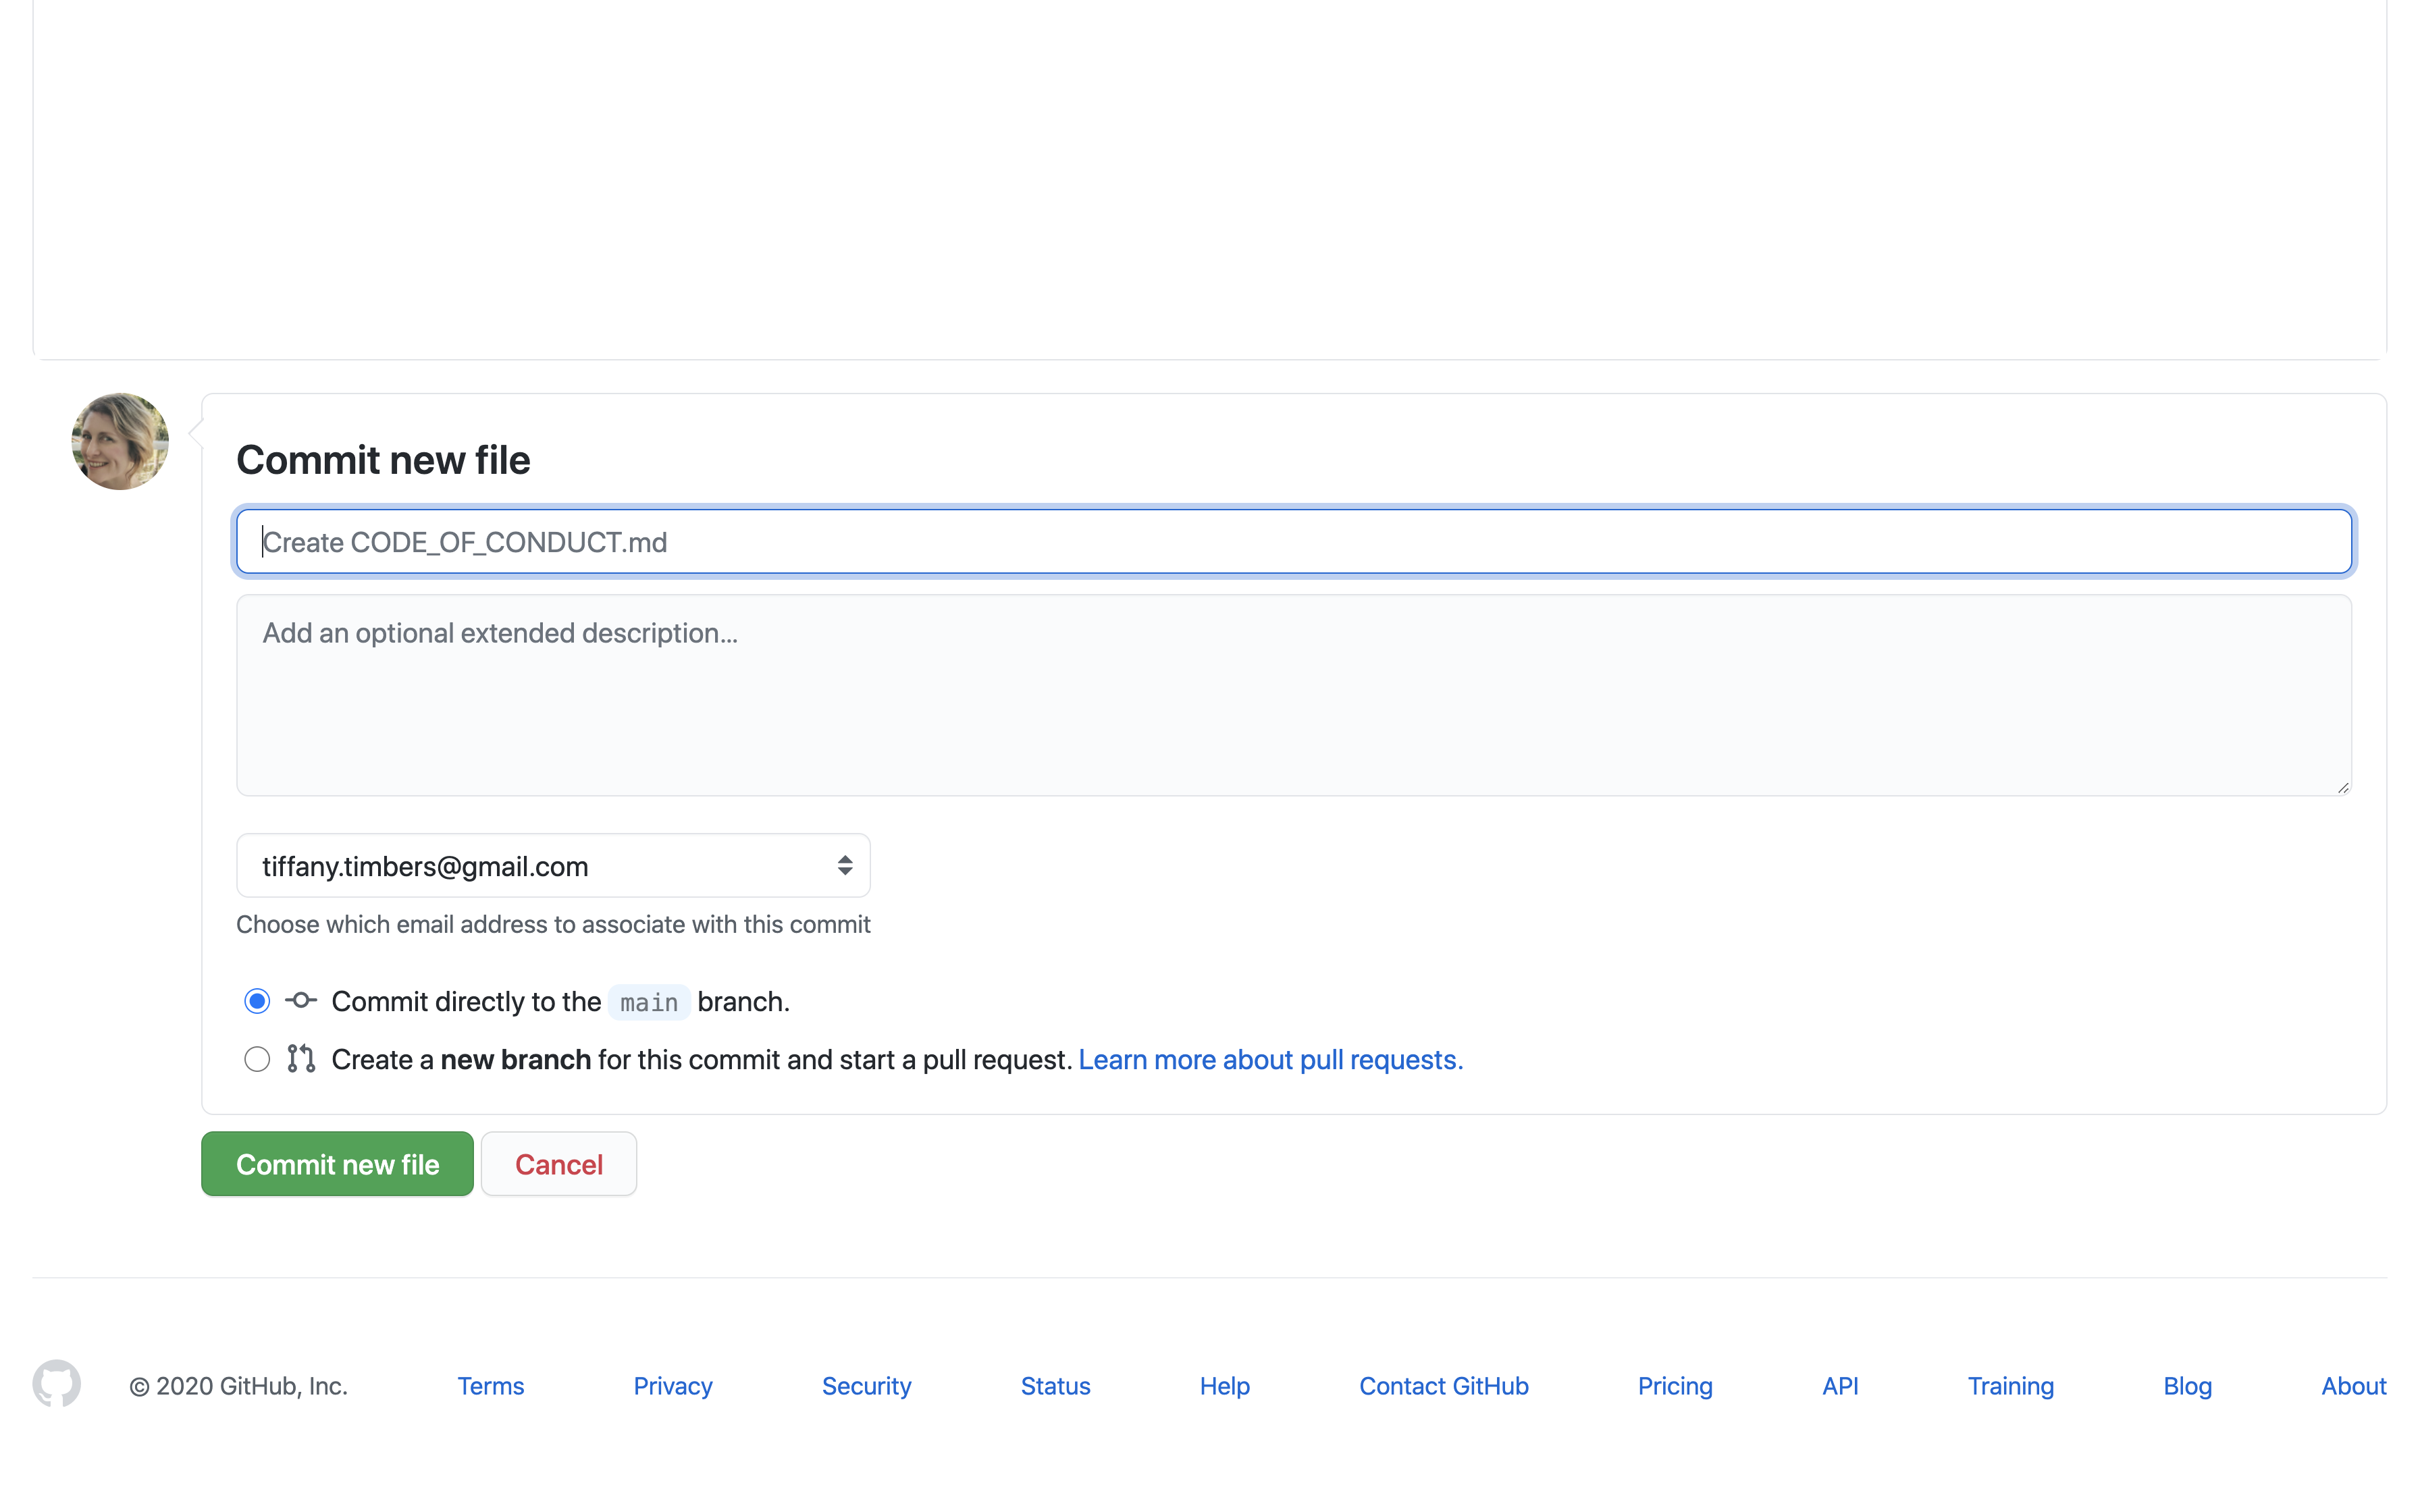 Commit new file
Create CODE_OF_CONDUCT.md
Add an optional extended description…
tiffany.timbers@gmail.com
Choose which email address to associate with this commit
Commit directly to the main branch.
Create a new branch for this commit and start a pull request. Learn more about pull requests.
Commit new file Cancel
© 2020 GitHub, Inc. Terms Privacy Security Status Help Contact GitHub Pricing API Training Blog About